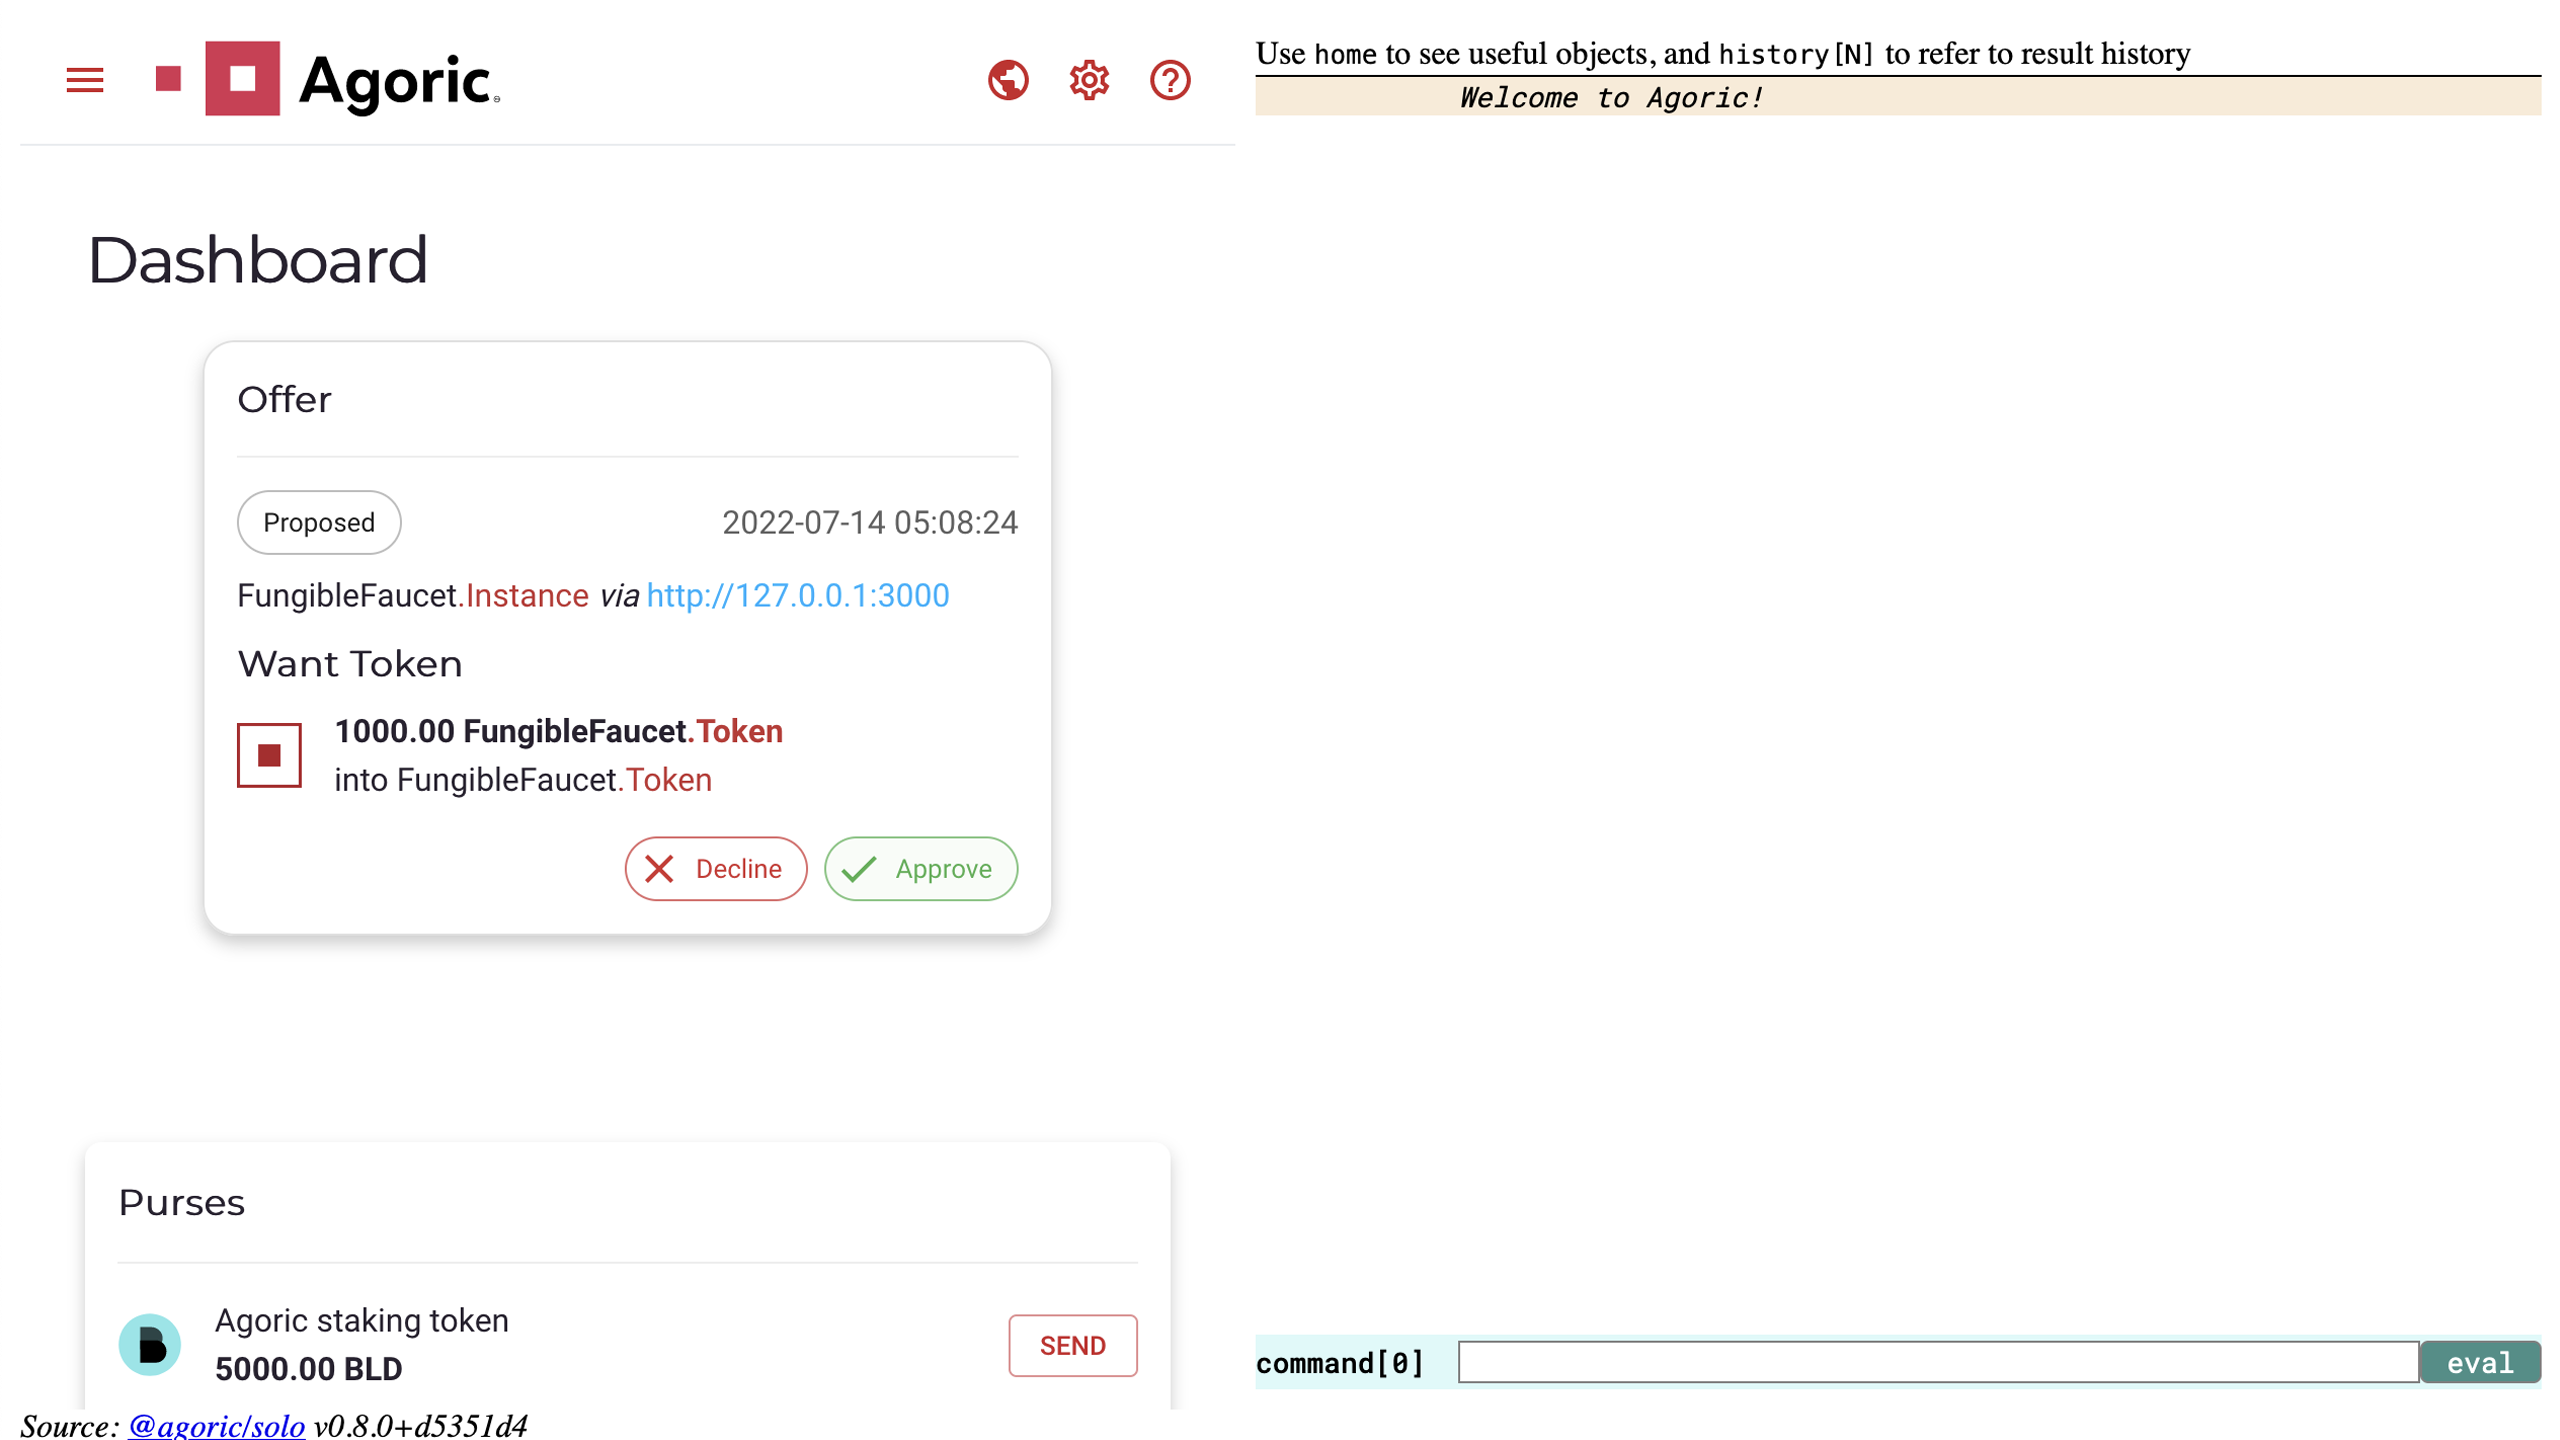 Agoric
Dashboard
Offer
Proposed
2022-07-14 05:08:24
FungibleFaucet.Instance via http://127.0.0.1:3000
Want Token
1000.00 FungibleFaucet.Token
into FungibleFaucet.Token
Decline
Approve
Purses
Agoric staking token
5000.00 BLD
SEND
Source: @agoric/solo v0.8.0+d5351d4
Use home to see useful objects, and history[N] to refer to result history
Welcome to Agoric!
command[0]
eval